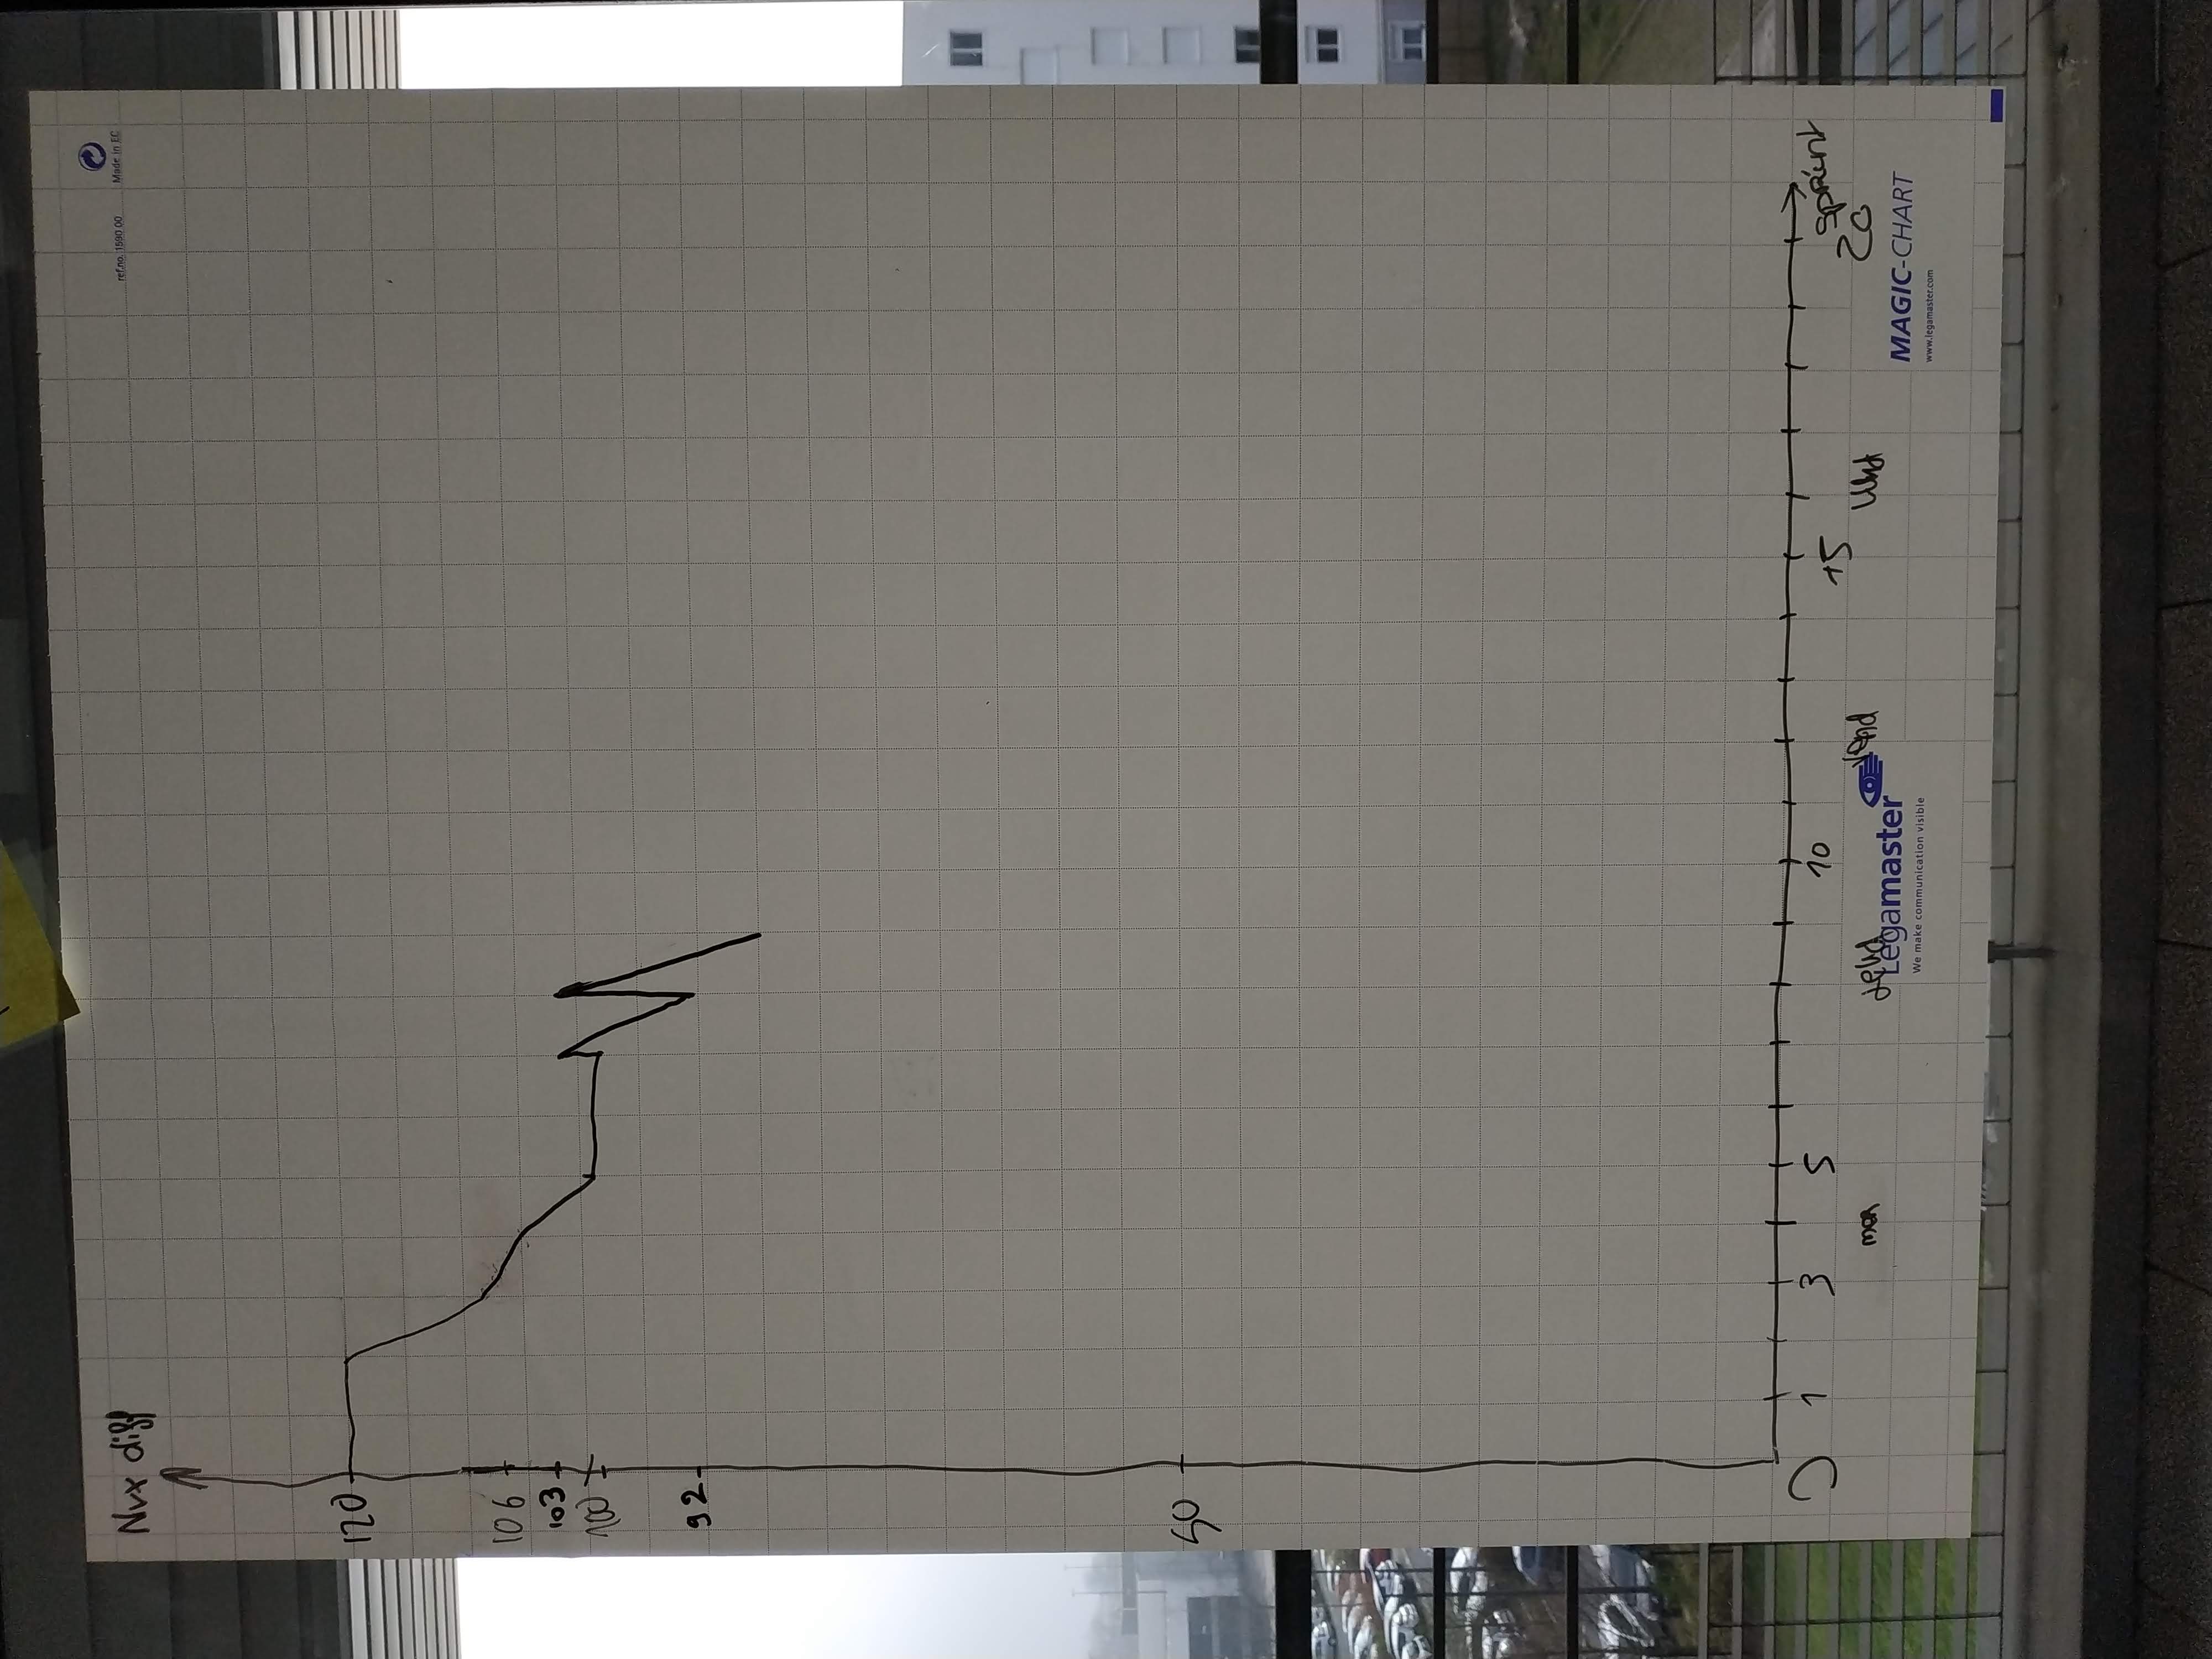 Nvx diff
ref.no. 1590 00
Made in EC
120
106
103
100
92
50
0 1 3 5 10 15 20
sprint
mer jeud vend
Legamaster
We make communication visible
MAGIC-CHART
www.legamaster.com